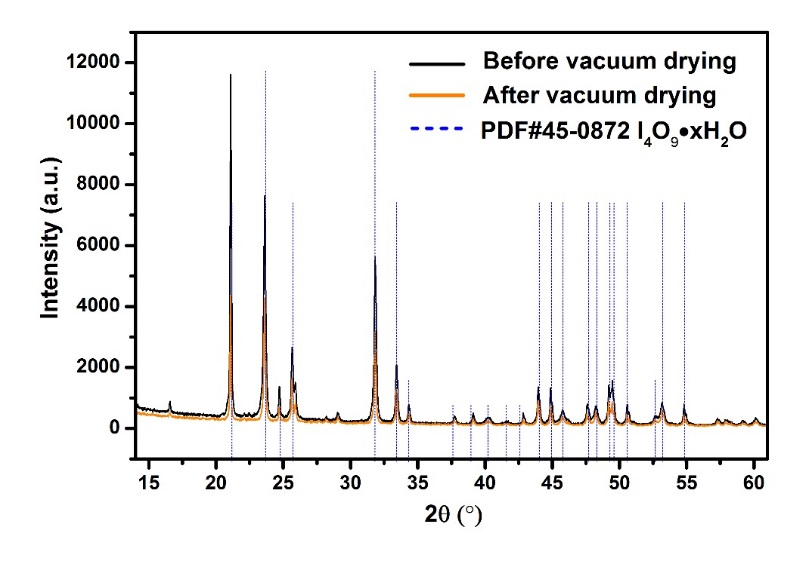 Before vacuum drying
After vacuum drying
PDF#45-0872 I₄O₉•xH₂O
Intensity (a.u.)
12000
10000
8000
6000
4000
2000
0
15 20 25 30 35 40 45 50 55 60
2θ (°)